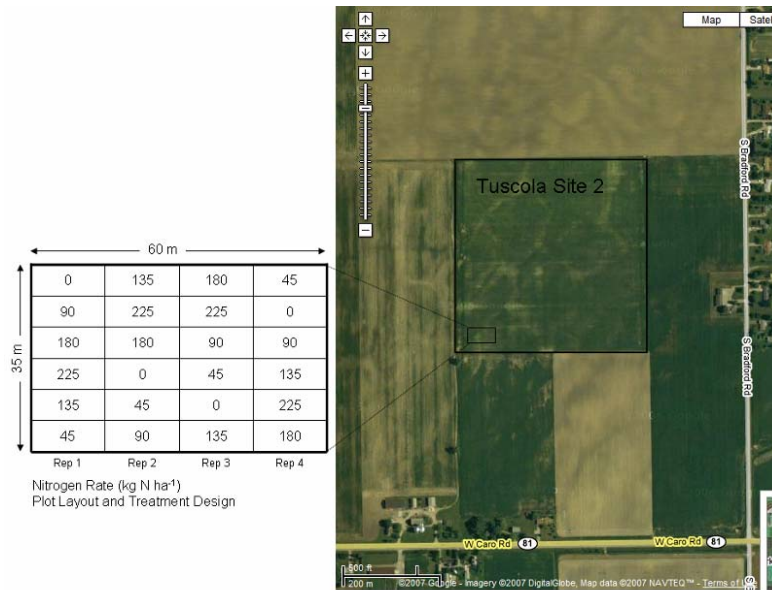 60 m
35 m
0 135 180 45
90 225 225 0
180 180 90 90
225 0 45 135
135 45 0 225
45 90 135 180
Rep 1 Rep 2 Rep 3 Rep 4
Nitrogen Rate (kg N ha-1)
Plot Layout and Treatment Design
Map
Tuscola Site 2
S Bradford Rd
S Bradford Rd
W Caro Rd 81
W Caro Rd 81
500 ft
200 m
©2007 Google - Imagery ©2007 DigitalGlobe, Map data ©2007 NAVTEQ™ - Terms of